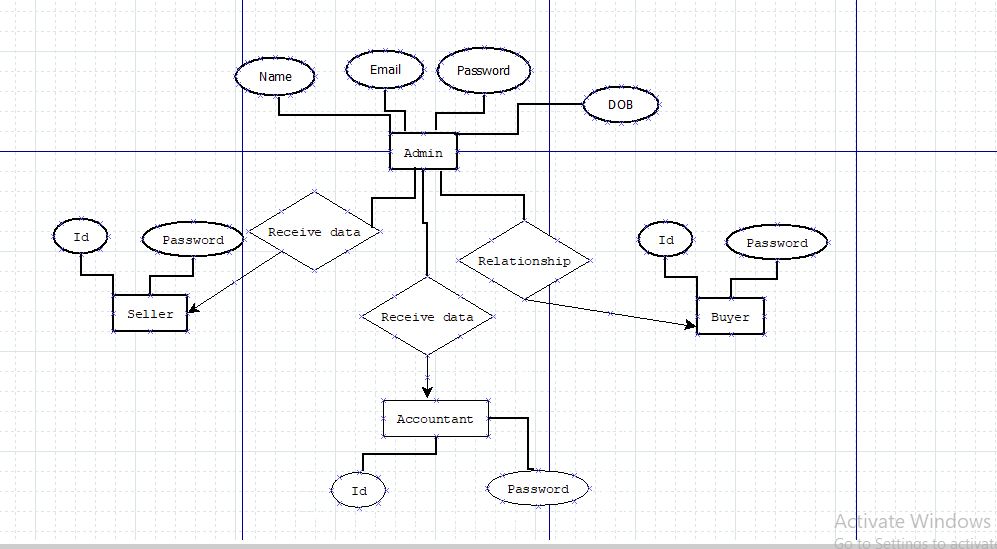 Name
Email
Password
DOB
Admin
Receive data
Relationship
Id
Password
Id
Password
Seller
Receive data
Buyer
Accountant
Id
Password
Activate Windows
Go to Settings to activate